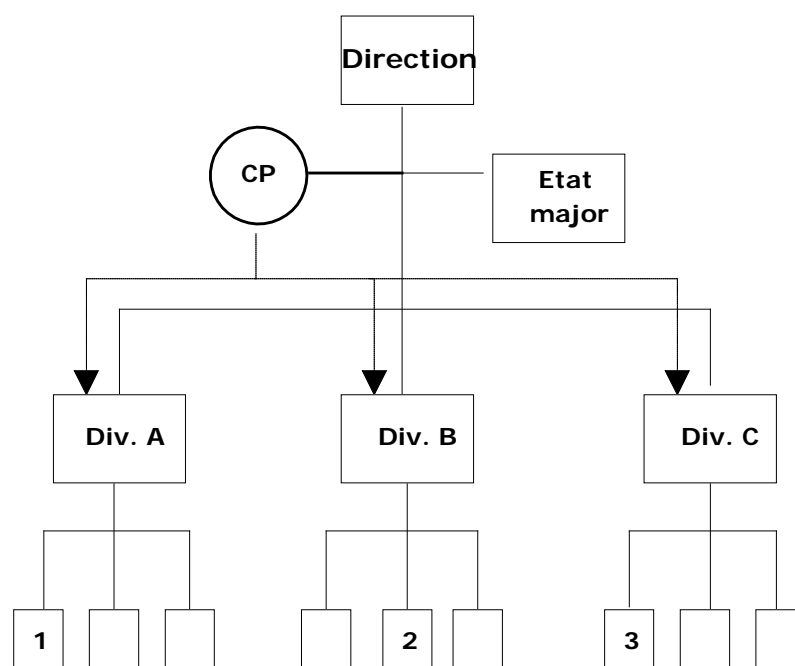 Direction
CP
Etat
major
Div. A
Div. B
Div. C
1
2
3